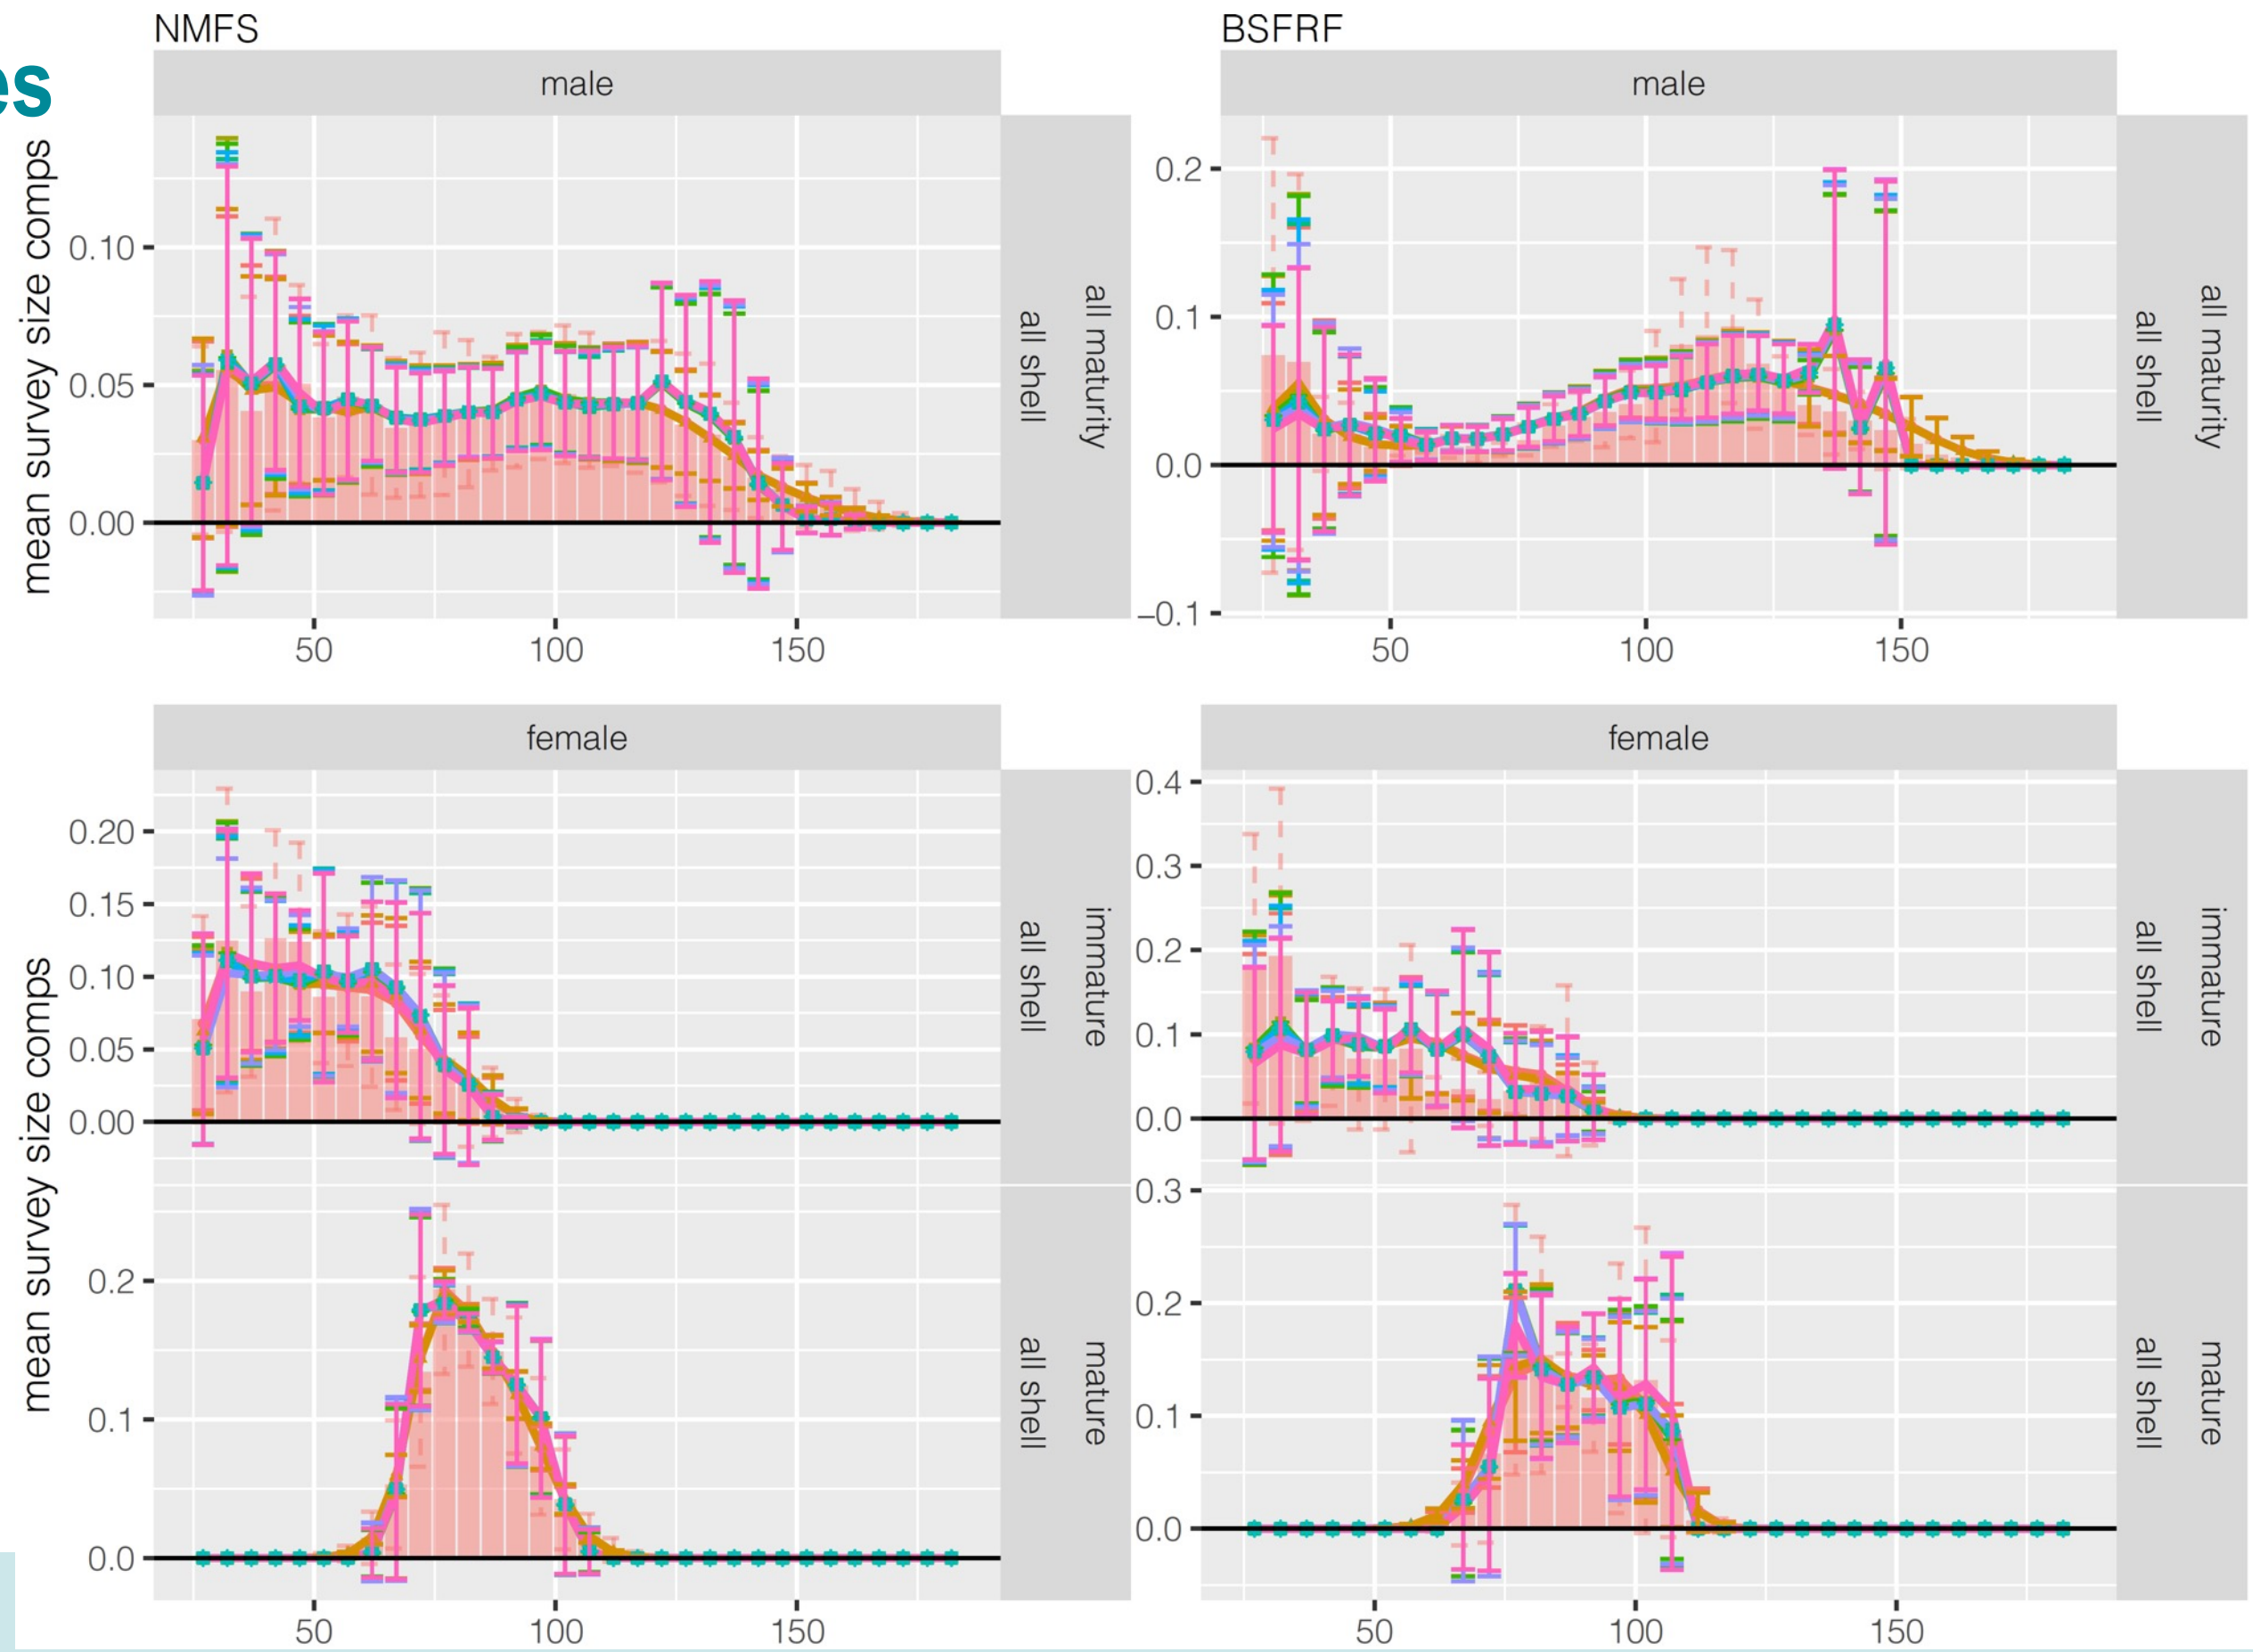 es
NMFS
male
mean survey size comps
0.10
0.05
0.00
50
100
150
all maturity
all shell
BSFRF
male
0.2
0.1
0.0
−0.1
50
100
150
all maturity
all shell
female
mean survey size comps
0.20
0.15
0.10
0.05
0.00
immature
all shell
0.2
0.1
0.0
mature
all shell
50
100
150
female
0.4
0.3
0.2
0.1
0.0
immature
all shell
0.3
0.2
0.1
0.0
mature
all shell
50
100
150